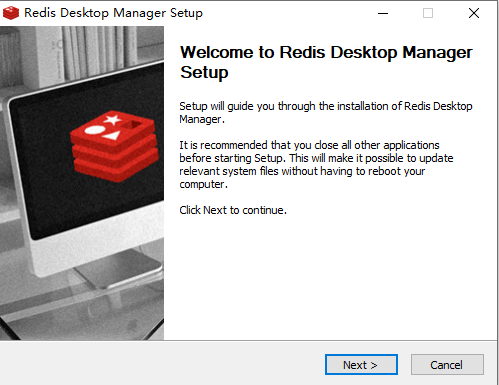 Redis Desktop Manager Setup
Welcome to Redis Desktop Manager
Setup
Setup will guide you through the installation of Redis Desktop
Manager.
It is recommended that you close all other applications
before starting Setup. This will make it possible to update
relevant system files without having to reboot your
computer.
Click Next to continue.
Next >
Cancel